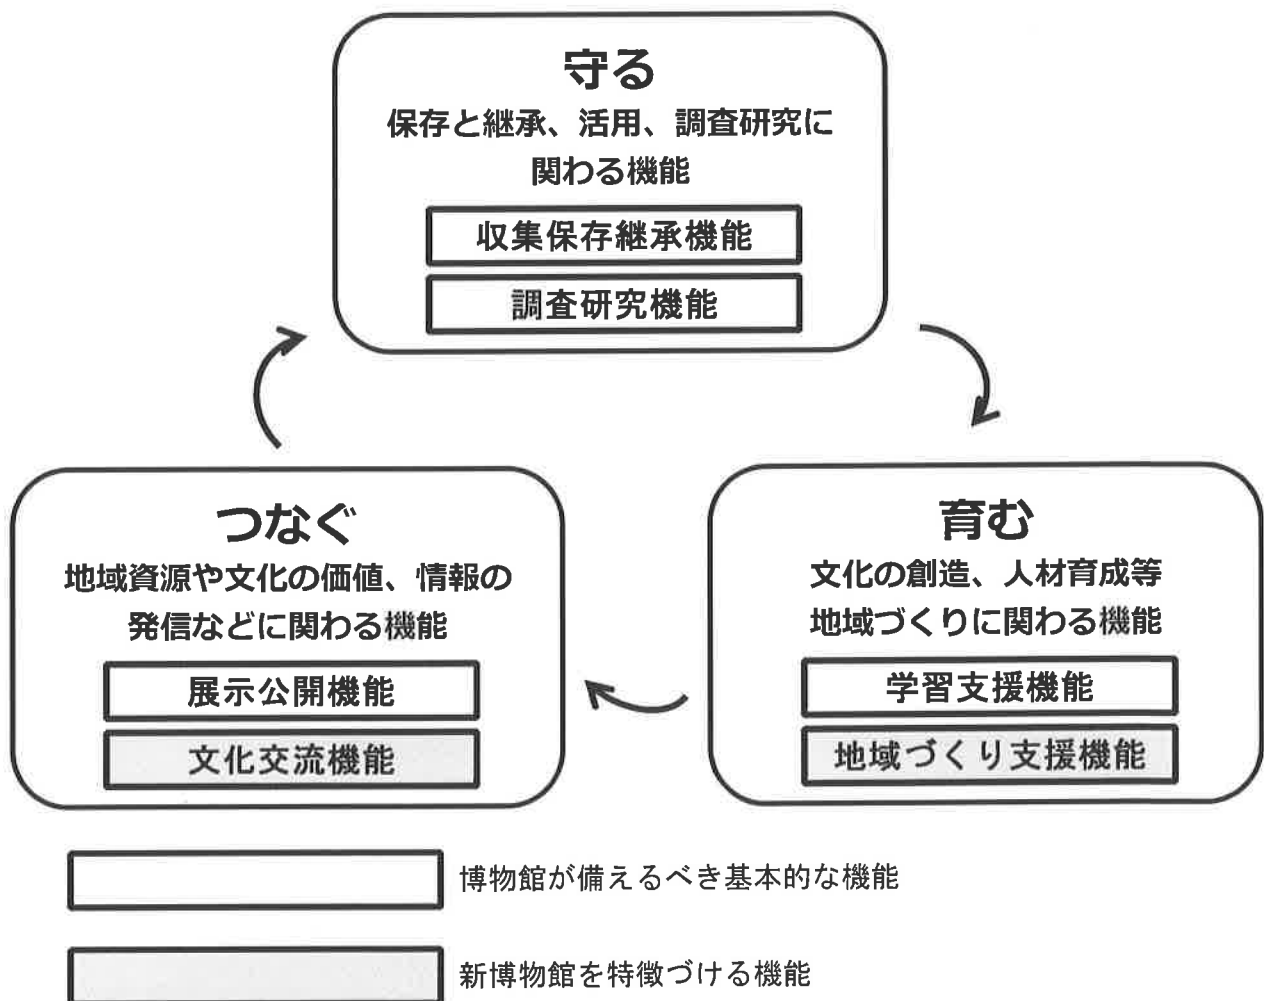 守る
保存と継承、活用、調査研究に
関わる機能
収集保存継承機能
調査研究機能
つなぐ
地域資源や文化の価値、情報の
発信などに関わる機能
展示公開機能
文化交流機能
育む
文化の創造、人材育成等
地域づくりに関わる機能
学習支援機能
地域づくり支援機能
博物館が備えるべき基本的な機能
新博物館を特徴づける機能